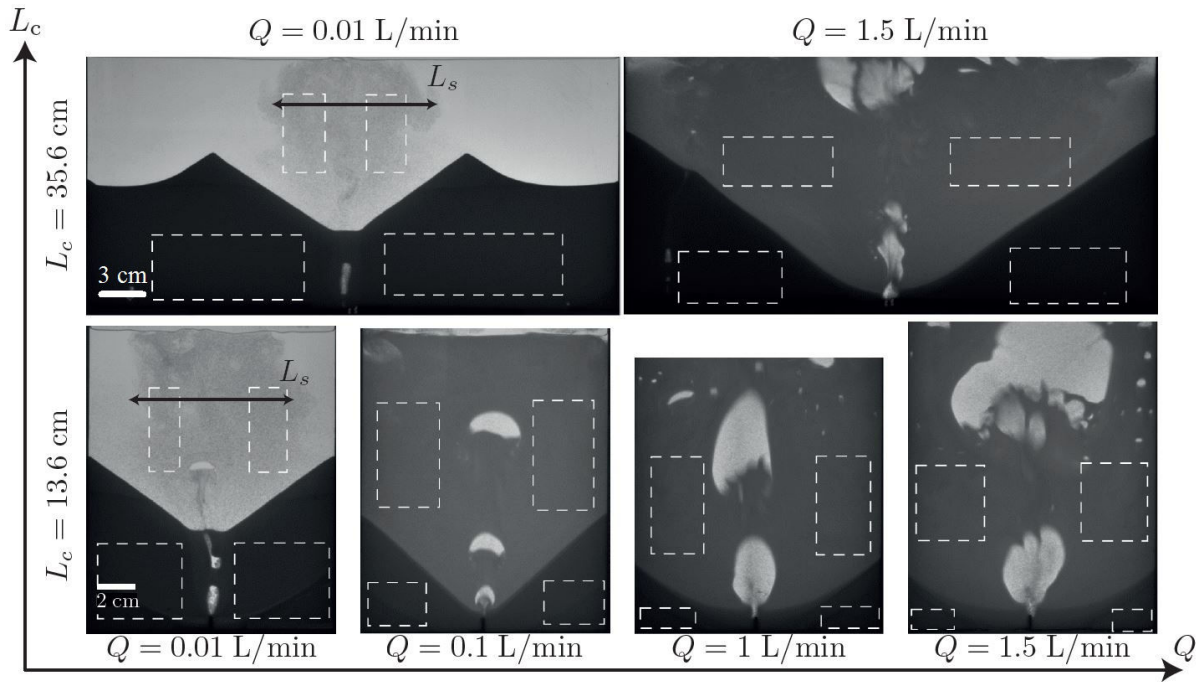 L_c
Q = 0.01 L/min
Q = 1.5 L/min
L_c = 35.6 cm
L_s
3 cm
L_c = 13.6 cm
L_s
2 cm
Q = 0.01 L/min
Q = 0.1 L/min
Q = 1 L/min
Q = 1.5 L/min
Q